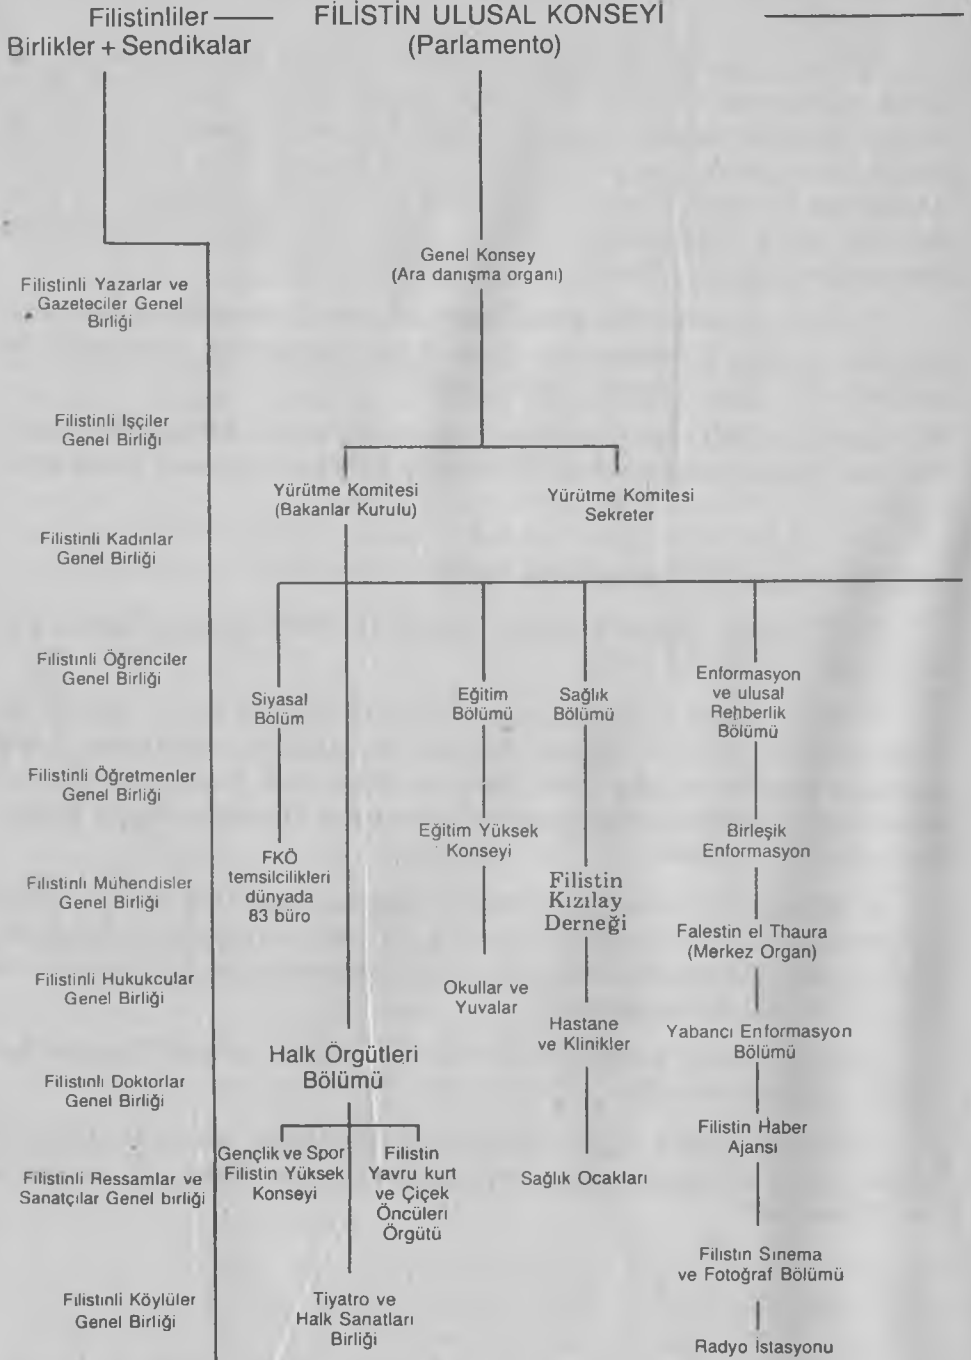 Filistinliler
Birlikler + Sendikalar
FİLİSTİN ULUSAL KONSEYİ
(Parlamento)
Genel Konsey
(Ara danışma organı)
Filistinli Yazarlar ve
Gazeteciler Genel
Birliği
Filistinli Işçiler
Genel Birliği
Yürütme Komitesi
(Bakanlar Kurulu)
Yürütme Komitesi
Sekreter
Filistinli Kadınlar
Genel Birliği
Filistinli Öğrenciler
Genel Birliği
Siyasal
Bölüm
Eğitim
Bölümü
Sağlık
Bölümü
Enformasyon
ve ulusal
Rehberlik
Bölümü
Filistinli Öğretmenler
Genel Birliği
FKÖ
temsilcilikleri
dünyada
83 büro
Eğitim Yüksek
Konseyi
Filistin
Kızılay
Derneği
Birleşik
Enformasyon
Filistinli Mühendisler
Genel Birliği
Falestin el Thaura
(Merkez Organ)
Filistinli Hukukcular
Genel Birliği
Okullar ve
Yuvalar
Hastane
ve Klinikler
Yabancı Enformasyon
Bölümü
Halk Örgütleri
Bölümü
Filistinli Doktorlar
Genel Birliği
Filistin Haber
Ajansı
Gençlik ve Spor
Filistin Yüksek
Konseyi
Filistin
Yavru kurt
ve Çiçek
Öncüleri
Örgütü
Sağlık Ocakları
Filistinli Ressamlar ve
Sanatçılar Genel birliği
Filistin Sinema
ve Fotoğraf Bölümü
Filistinli Köylüler
Genel Birliği
Tiyatro ve
Halk Sanatları
Birliği
Radyo İstasyonu